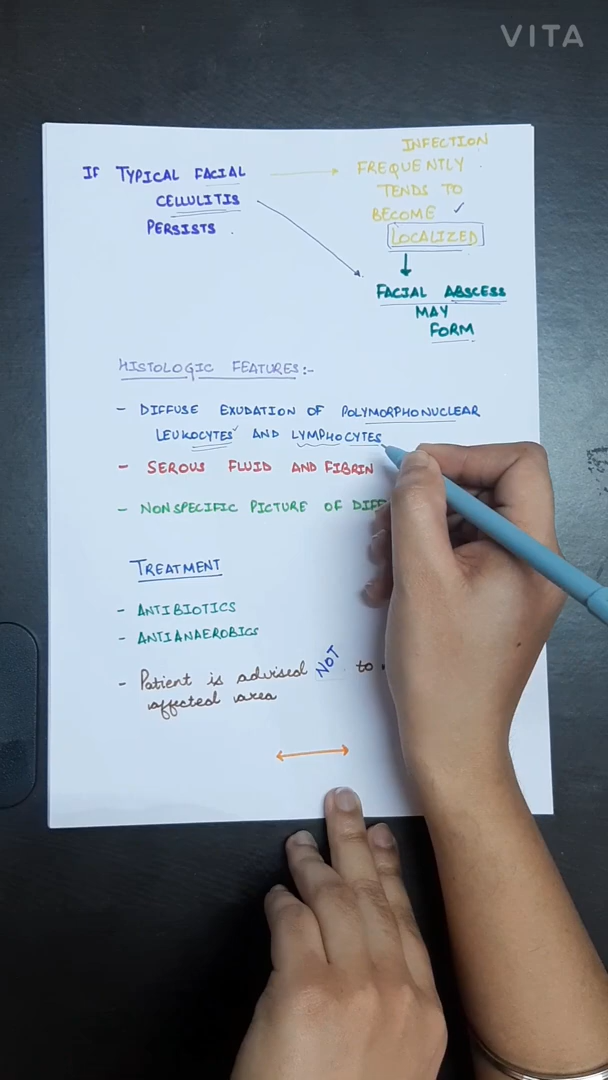 VITA
IF TYPICAL FACIAL
CELLULITIS
PERSISTS.
INFECTION
FREQUENTLY
TENDS TO
BECOME
LOCALIZED
FACIAL ABSCESS
MAY
FORM
HISTOLOGIC FEATURES:-
- DIFFUSE EXUDATION OF POLYMORPHONUCLEAR
LEUKOCYTES AND LYMPHOCYTES
- SEROUS FLUID AND FIBRIN
- NONSPECIFIC PICTURE OF
TREATMENT
- ANTIBIOTICS
- ANTIANAEROBICS
- Patient is advised NOT to
affected area